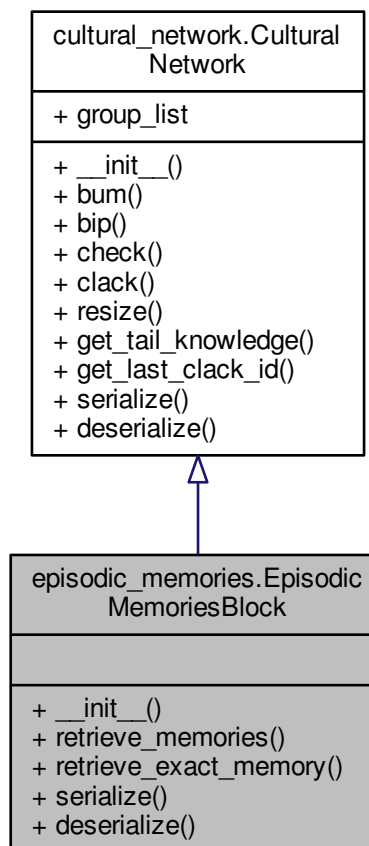 cultural_network.Cultural
Network
+ group_list
+ __init__()
+ bum()
+ bip()
+ check()
+ clack()
+ resize()
+ get_tail_knowledge()
+ get_last_clack_id()
+ serialize()
+ deserialize()
episodic_memories.Episodic
MemoriesBlock
+ __init__()
+ retrieve_memories()
+ retrieve_exact_memory()
+ serialize()
+ deserialize()